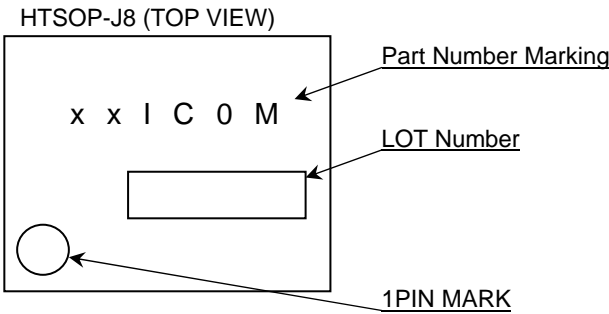 HTSOP-J8 (TOP VIEW)
Part Number Marking
x x I C 0 M
LOT Number
1PIN MARK